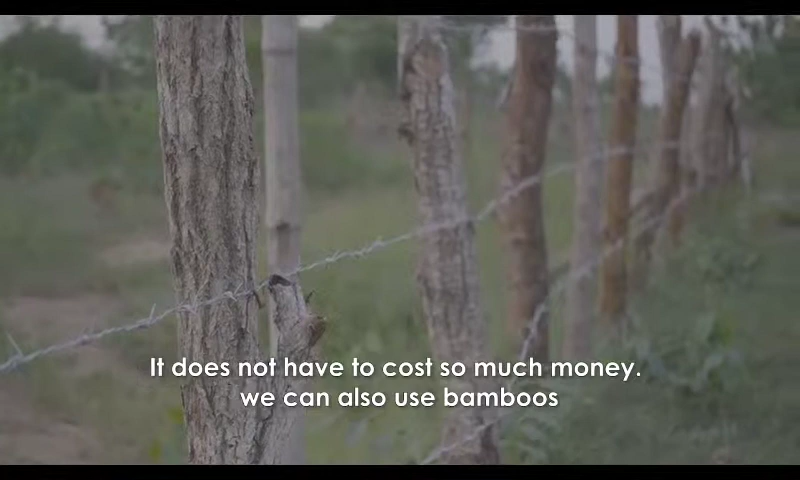 It does not have to cost so much money.
we can also use bamboos